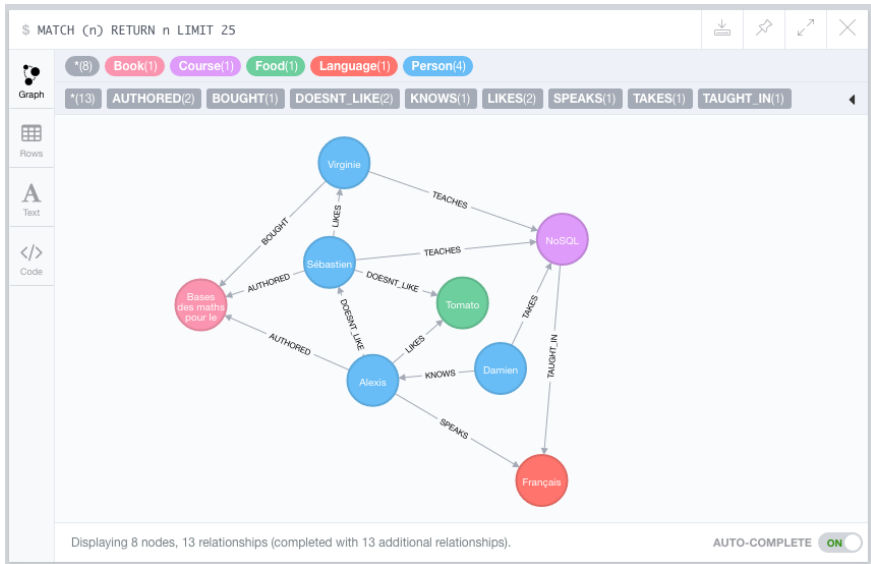 $ MATCH (n) RETURN n LIMIT 25
*(8) Book(1) Course(1) Food(1) Language(1) Person(4)
*(13) AUTHORED(2) BOUGHT(1) DOESNT_LIKE(2) KNOWS(1) LIKES(2) SPEAKS(1) TAKES(1) TAUGHT_IN(1)
Graph
Rows
A
Text
</>
Code
Virginie
TEACHES
LIKES
BOUGHT
NoSQL
TEACHES
Sébastien
DOESNT_LIKE
AUTHORED
Bases
des maths
pour le
Tomato
TAKES
DOESNT_LIKE
LIKES
AUTHORED
TAUGHT_IN
KNOWS
Damien
Alexis
SPEAKS
Français
Displaying 8 nodes, 13 relationships (completed with 13 additional relationships).
AUTO-COMPLETE ON